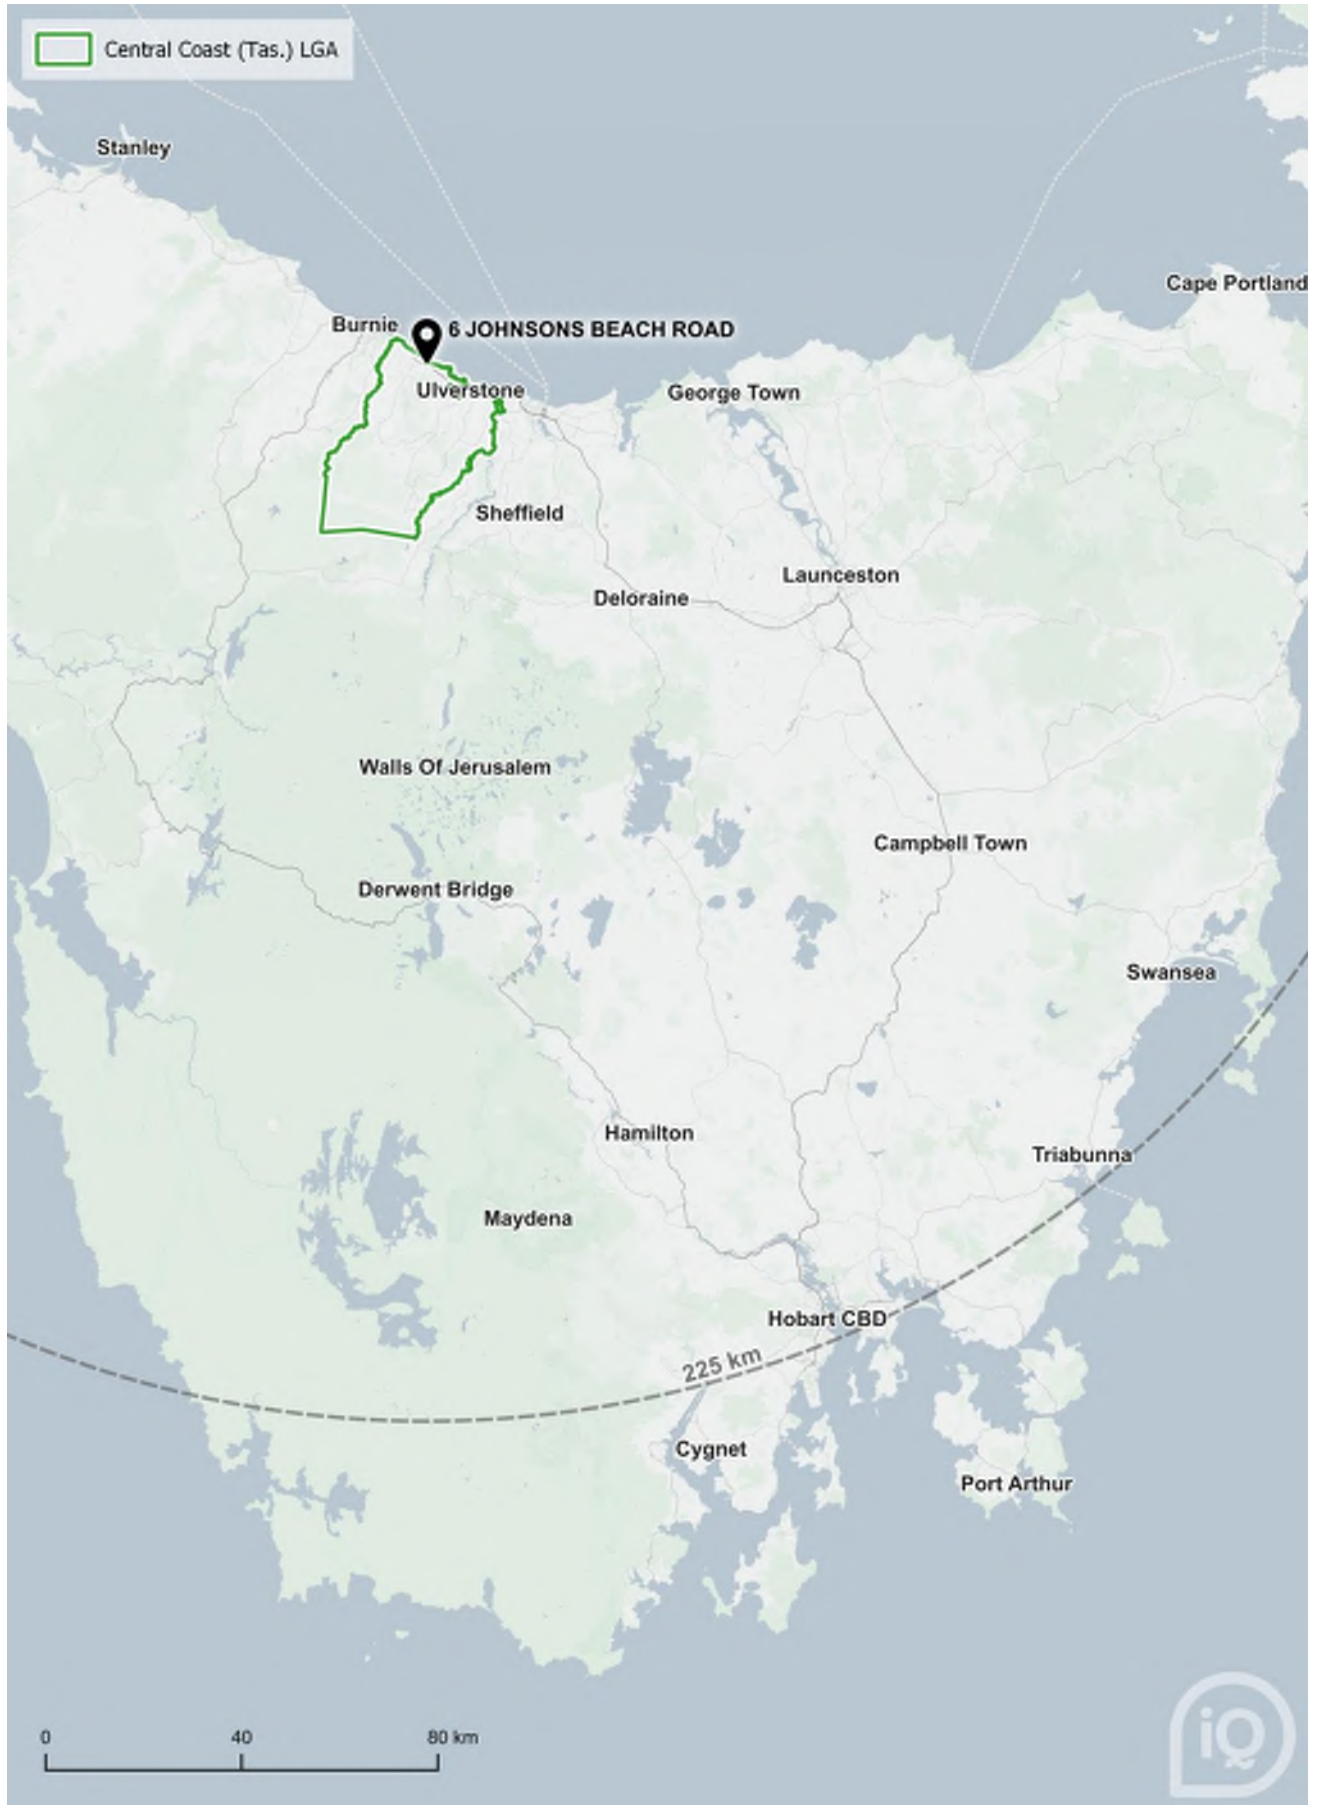 Central Coast (Tas.) LGA
Stanley
Cape Portland
Burnie
6 JOHNSONS BEACH ROAD
Ulverstone
George Town
Sheffield
Launceston
Deloraine
Walls Of Jerusalem
Campbell Town
Derwent Bridge
Swansea
Hamilton
Triabunna
Maydena
Hobart CBD
225 km
Cygnet
Port Arthur
0 40 80 km
iQ